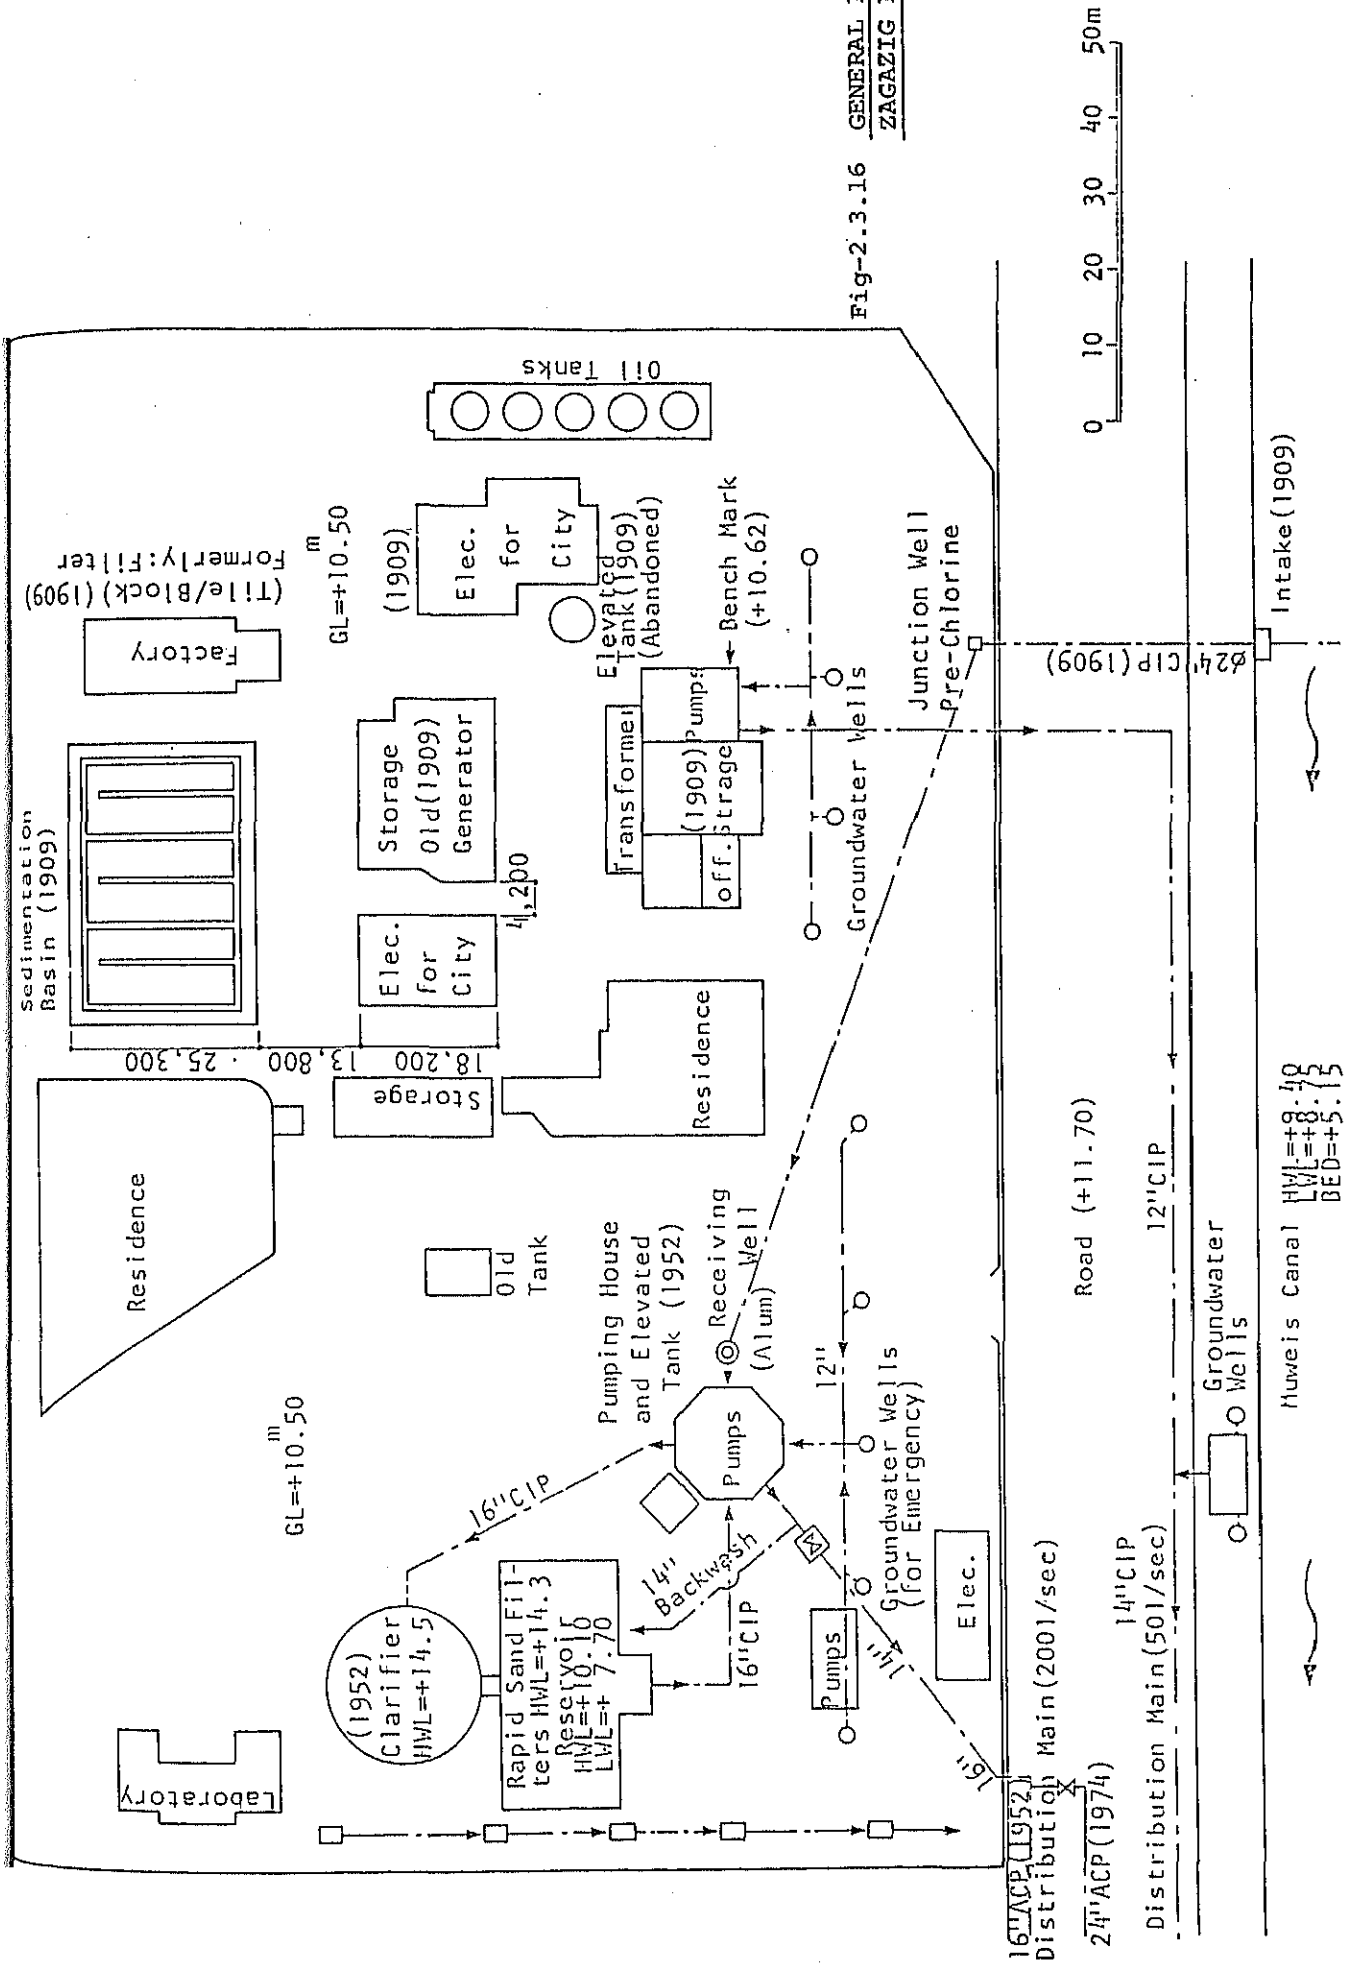 Sedimentation
Basin (1909)
Residence
25,300
13,800
18,200
Storage
Residence
Factory
(Tile/Block)(1909)
Formerly:Filter
GL=+10.50 m
(1909)
Elec.
for
City
Oil Tanks
Storage
Old(1909)
Generator
Elec.
for
City
4,200
Elevated
Tank(1909)
(Abandoned)
Bench Mark
(+10.62)
Transformer
Pumps
(1909)
Strage
off.
Groundwater Wells
Junction Well
Pre-Chlorine
ø24" CIP(1909)
Intake(1909)
Old
Tank
GL=+10.50 m
Pumping House
and Elevated
Tank (1952)
Receiving
Well
(Alum)
Pumps
12"
Groundwater Wells
(for Emergency)
16"CIP
14"
Backwash
16"CIP
Laboratory
(1952)
Clarifier
HWL=+14.5
Rapid Sand Fil-
ters HWL=+14.3
Reservoir
HWL=+10.10
LWL=+ 7.70
Pumps
14"
16"
Elec.
Road (+11.70)
12"CIP
Groundwater
Wells
16"ACP(1952)
Distribution Main(200l/sec)
24"ACP(1974)
14"CIP
Distribution Main(50l/sec)
Muweis Canal
HWL=+9.40
LWL=+8.72
BED=+5.15
0 10 20 30 40 50m
Fig-2.3.16 GENERAL
ZAGAZIG